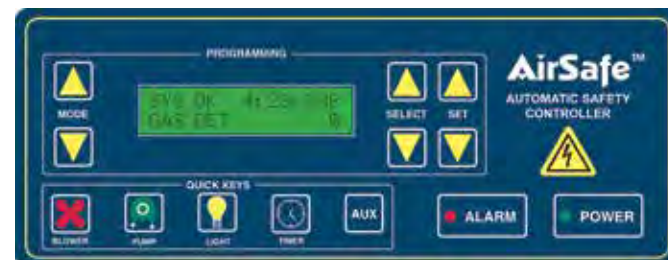 PROGRAMMING
AirSafe™
AUTOMATIC SAFETY
CONTROLLER
MODE
SYS OK
GAS DET 0
SELECT
SET
QUICK KEYS
BLOWER
PUMP
LIGHT
TIMER
AUX
ALARM
POWER